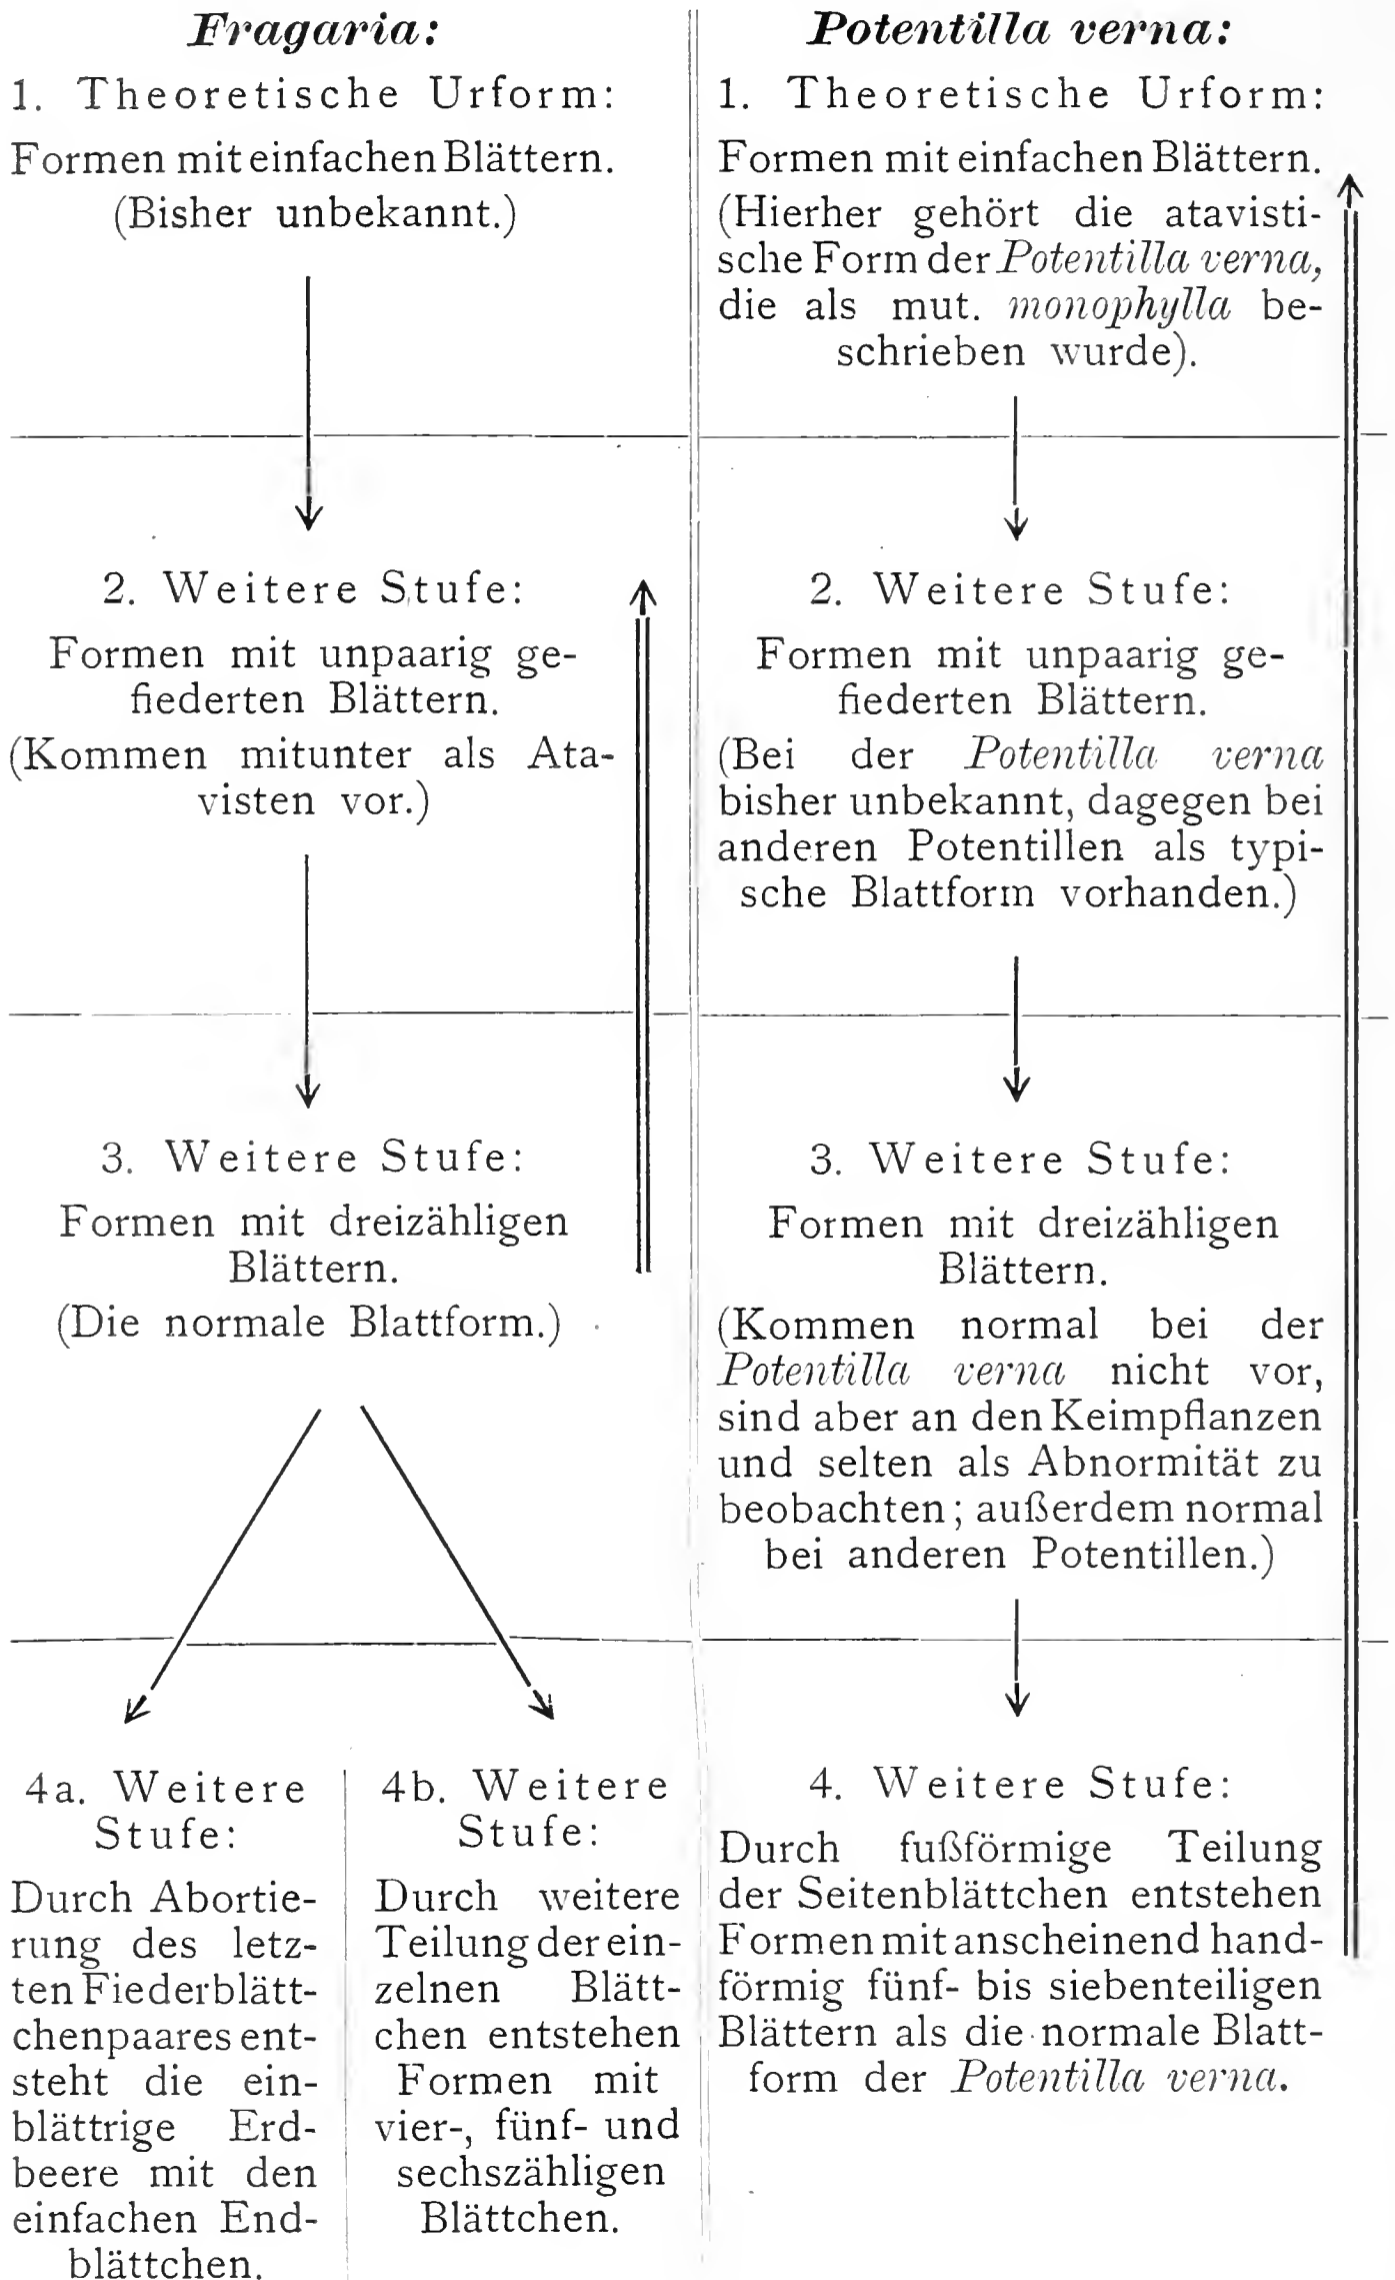 Fragaria:
1. Theoretische Urform:
Formen mit einfachen Blättern.
(Bisher unbekannt.)
2. Weitere Stufe:
Formen mit unpaarig ge-
fiederten Blättern.
(Kommen mitunter als Ata-
visten vor.)
3. Weitere Stufe:
Formen mit dreizähligen
Blättern.
(Die normale Blattform.)
4a. Weitere
Stufe:
Durch Abortie-
rung des letz-
ten Fiederblätt-
chenpaares ent-
steht die ein-
blättrige Erd-
beere mit den
einfachen End-
blättchen.
4b. Weitere
Stufe:
Durch weitere
Teilung der ein-
zelnen Blätt-
chen entstehen
Formen mit
vier-, fünf- und
sechszähligen
Blättchen.
Potentilla verna:
1. Theoretische Urform:
Formen mit einfachen Blättern.
(Hierher gehört die atavisti-
sche Form der Potentilla verna,
die als mut. monophylla be-
schrieben wurde).
2. Weitere Stufe:
Formen mit unpaarig ge-
fiederten Blättern.
(Bei der Potentilla verna
bisher unbekannt, dagegen bei
anderen Potentillen als typi-
sche Blattform vorhanden.)
3. Weitere Stufe:
Formen mit dreizähligen
Blättern.
(Kommen normal bei der
Potentilla verna nicht vor,
sind aber an den Keimpflanzen
und selten als Abnormität zu
beobachten; außerdem normal
bei anderen Potentillen.)
4. Weitere Stufe:
Durch fußförmige Teilung
der Seitenblättchen entstehen
Formen mit anscheinend hand-
förmig fünf- bis siebenteiligen
Blättern als die normale Blatt-
form der Potentilla verna.